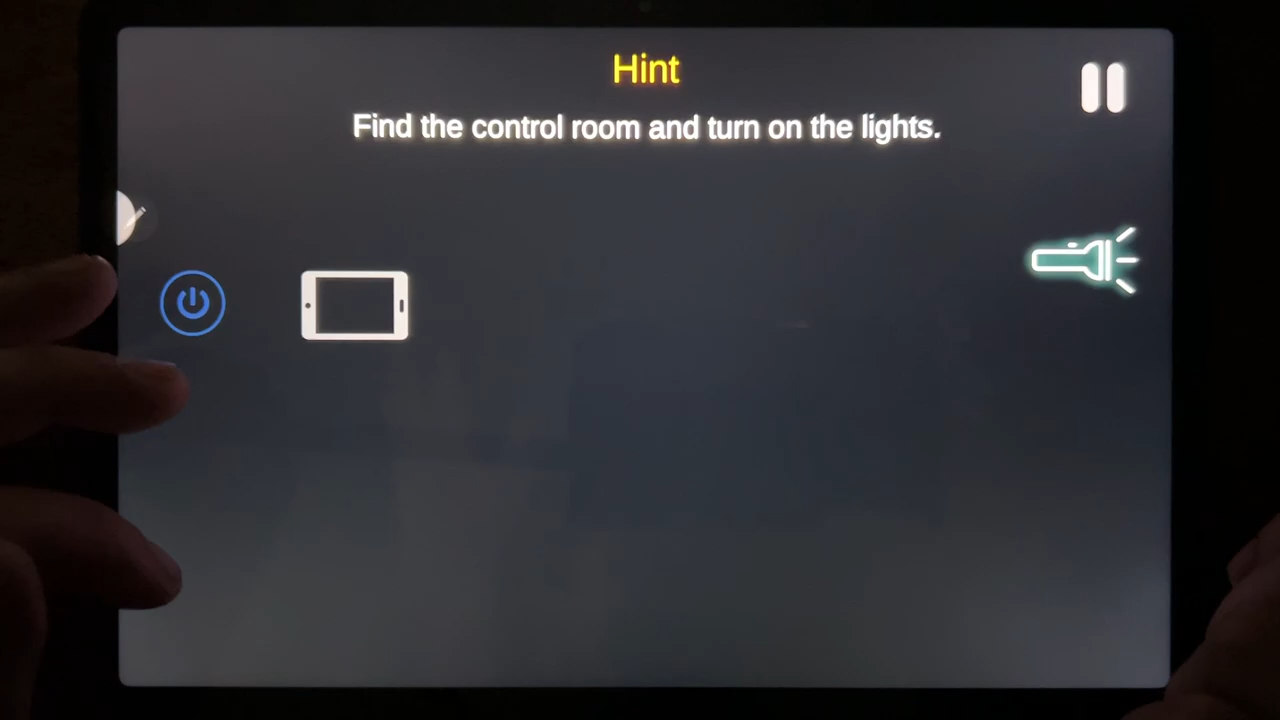 Hint
Find the control room and turn on the lights.